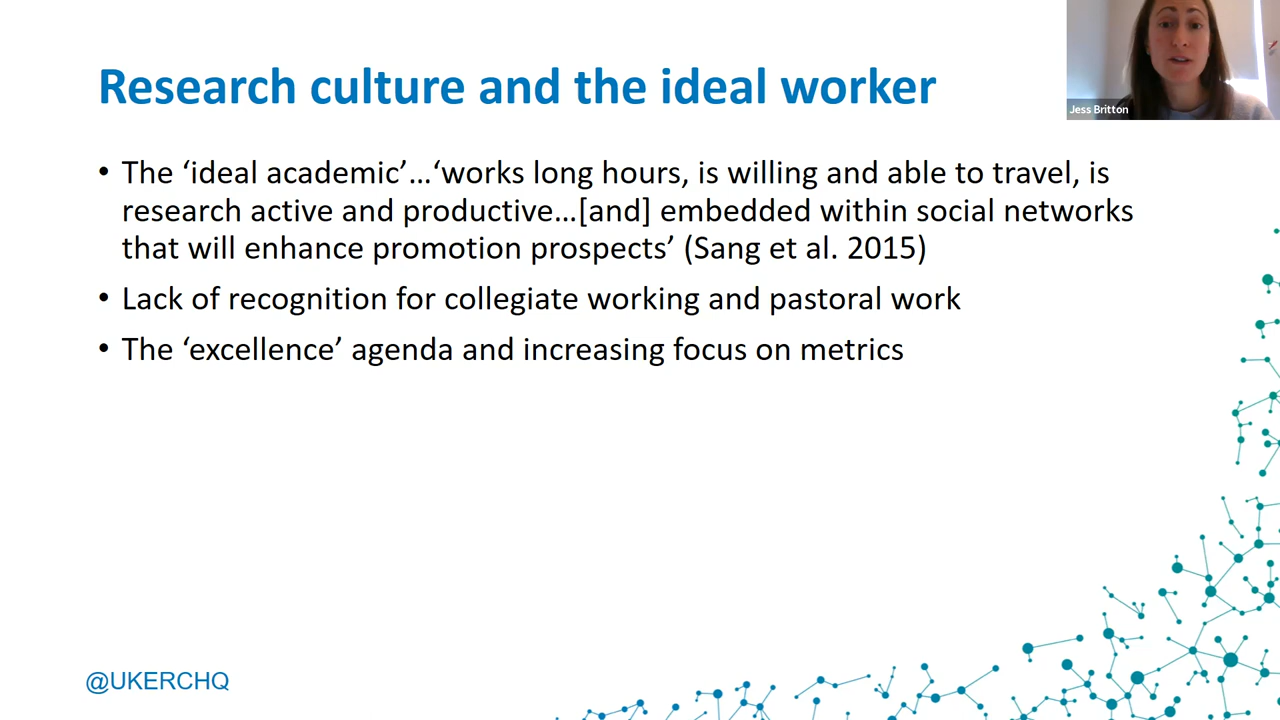 Research culture and the ideal worker
Jess Britton
• The ‘ideal academic’…‘works long hours, is willing and able to travel, is
research active and productive…[and] embedded within social networks
that will enhance promotion prospects’ (Sang et al. 2015)
• Lack of recognition for collegiate working and pastoral work
• The ‘excellence’ agenda and increasing focus on metrics
@UKERCHQ